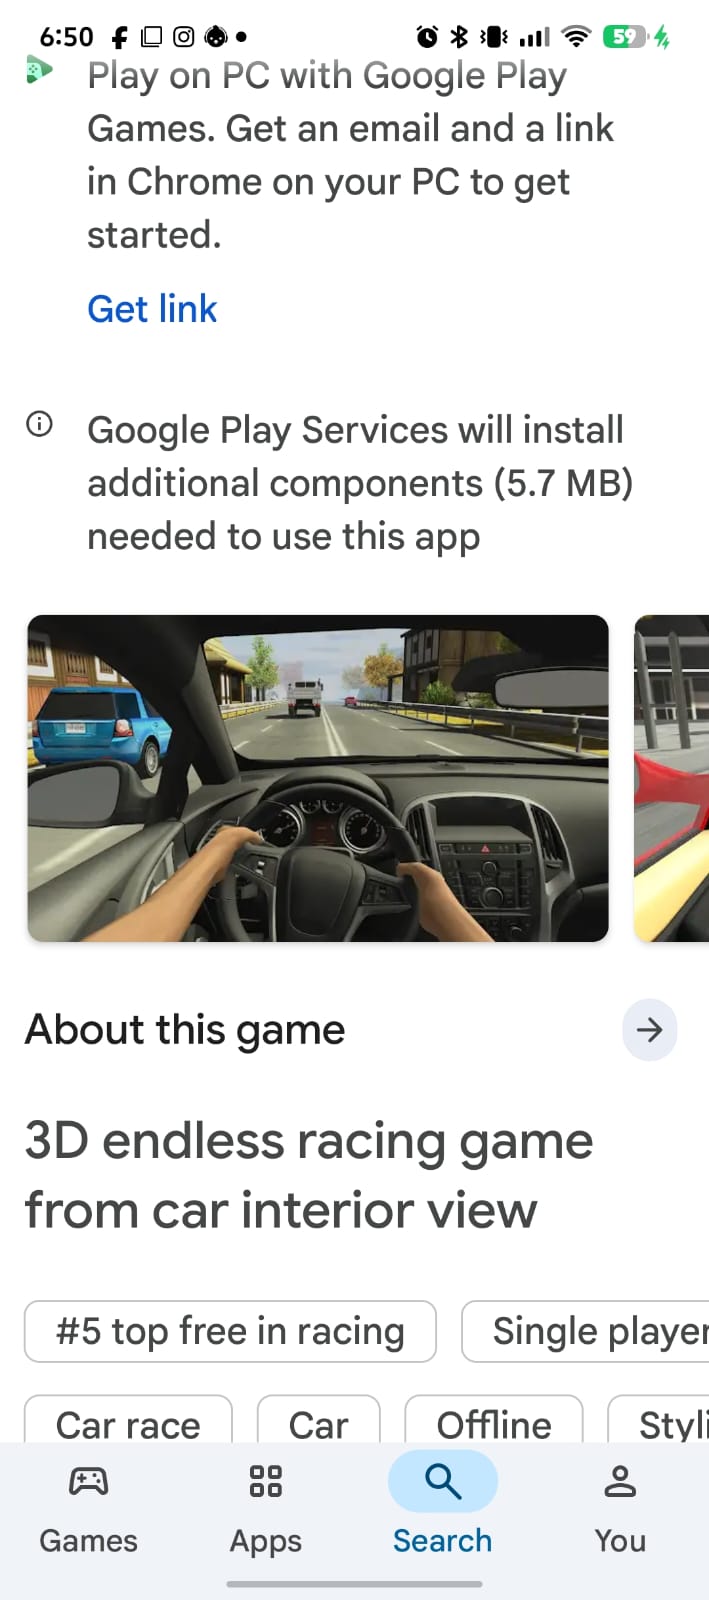 6:50
59
Play on PC with Google Play
Games. Get an email and a link
in Chrome on your PC to get
started.
Get link
Google Play Services will install
additional components (5.7 MB)
needed to use this app
About this game
3D endless racing game
from car interior view
#5 top free in racing
Single player
Car race
Car
Offline
Styli
Games
Apps
Search
You